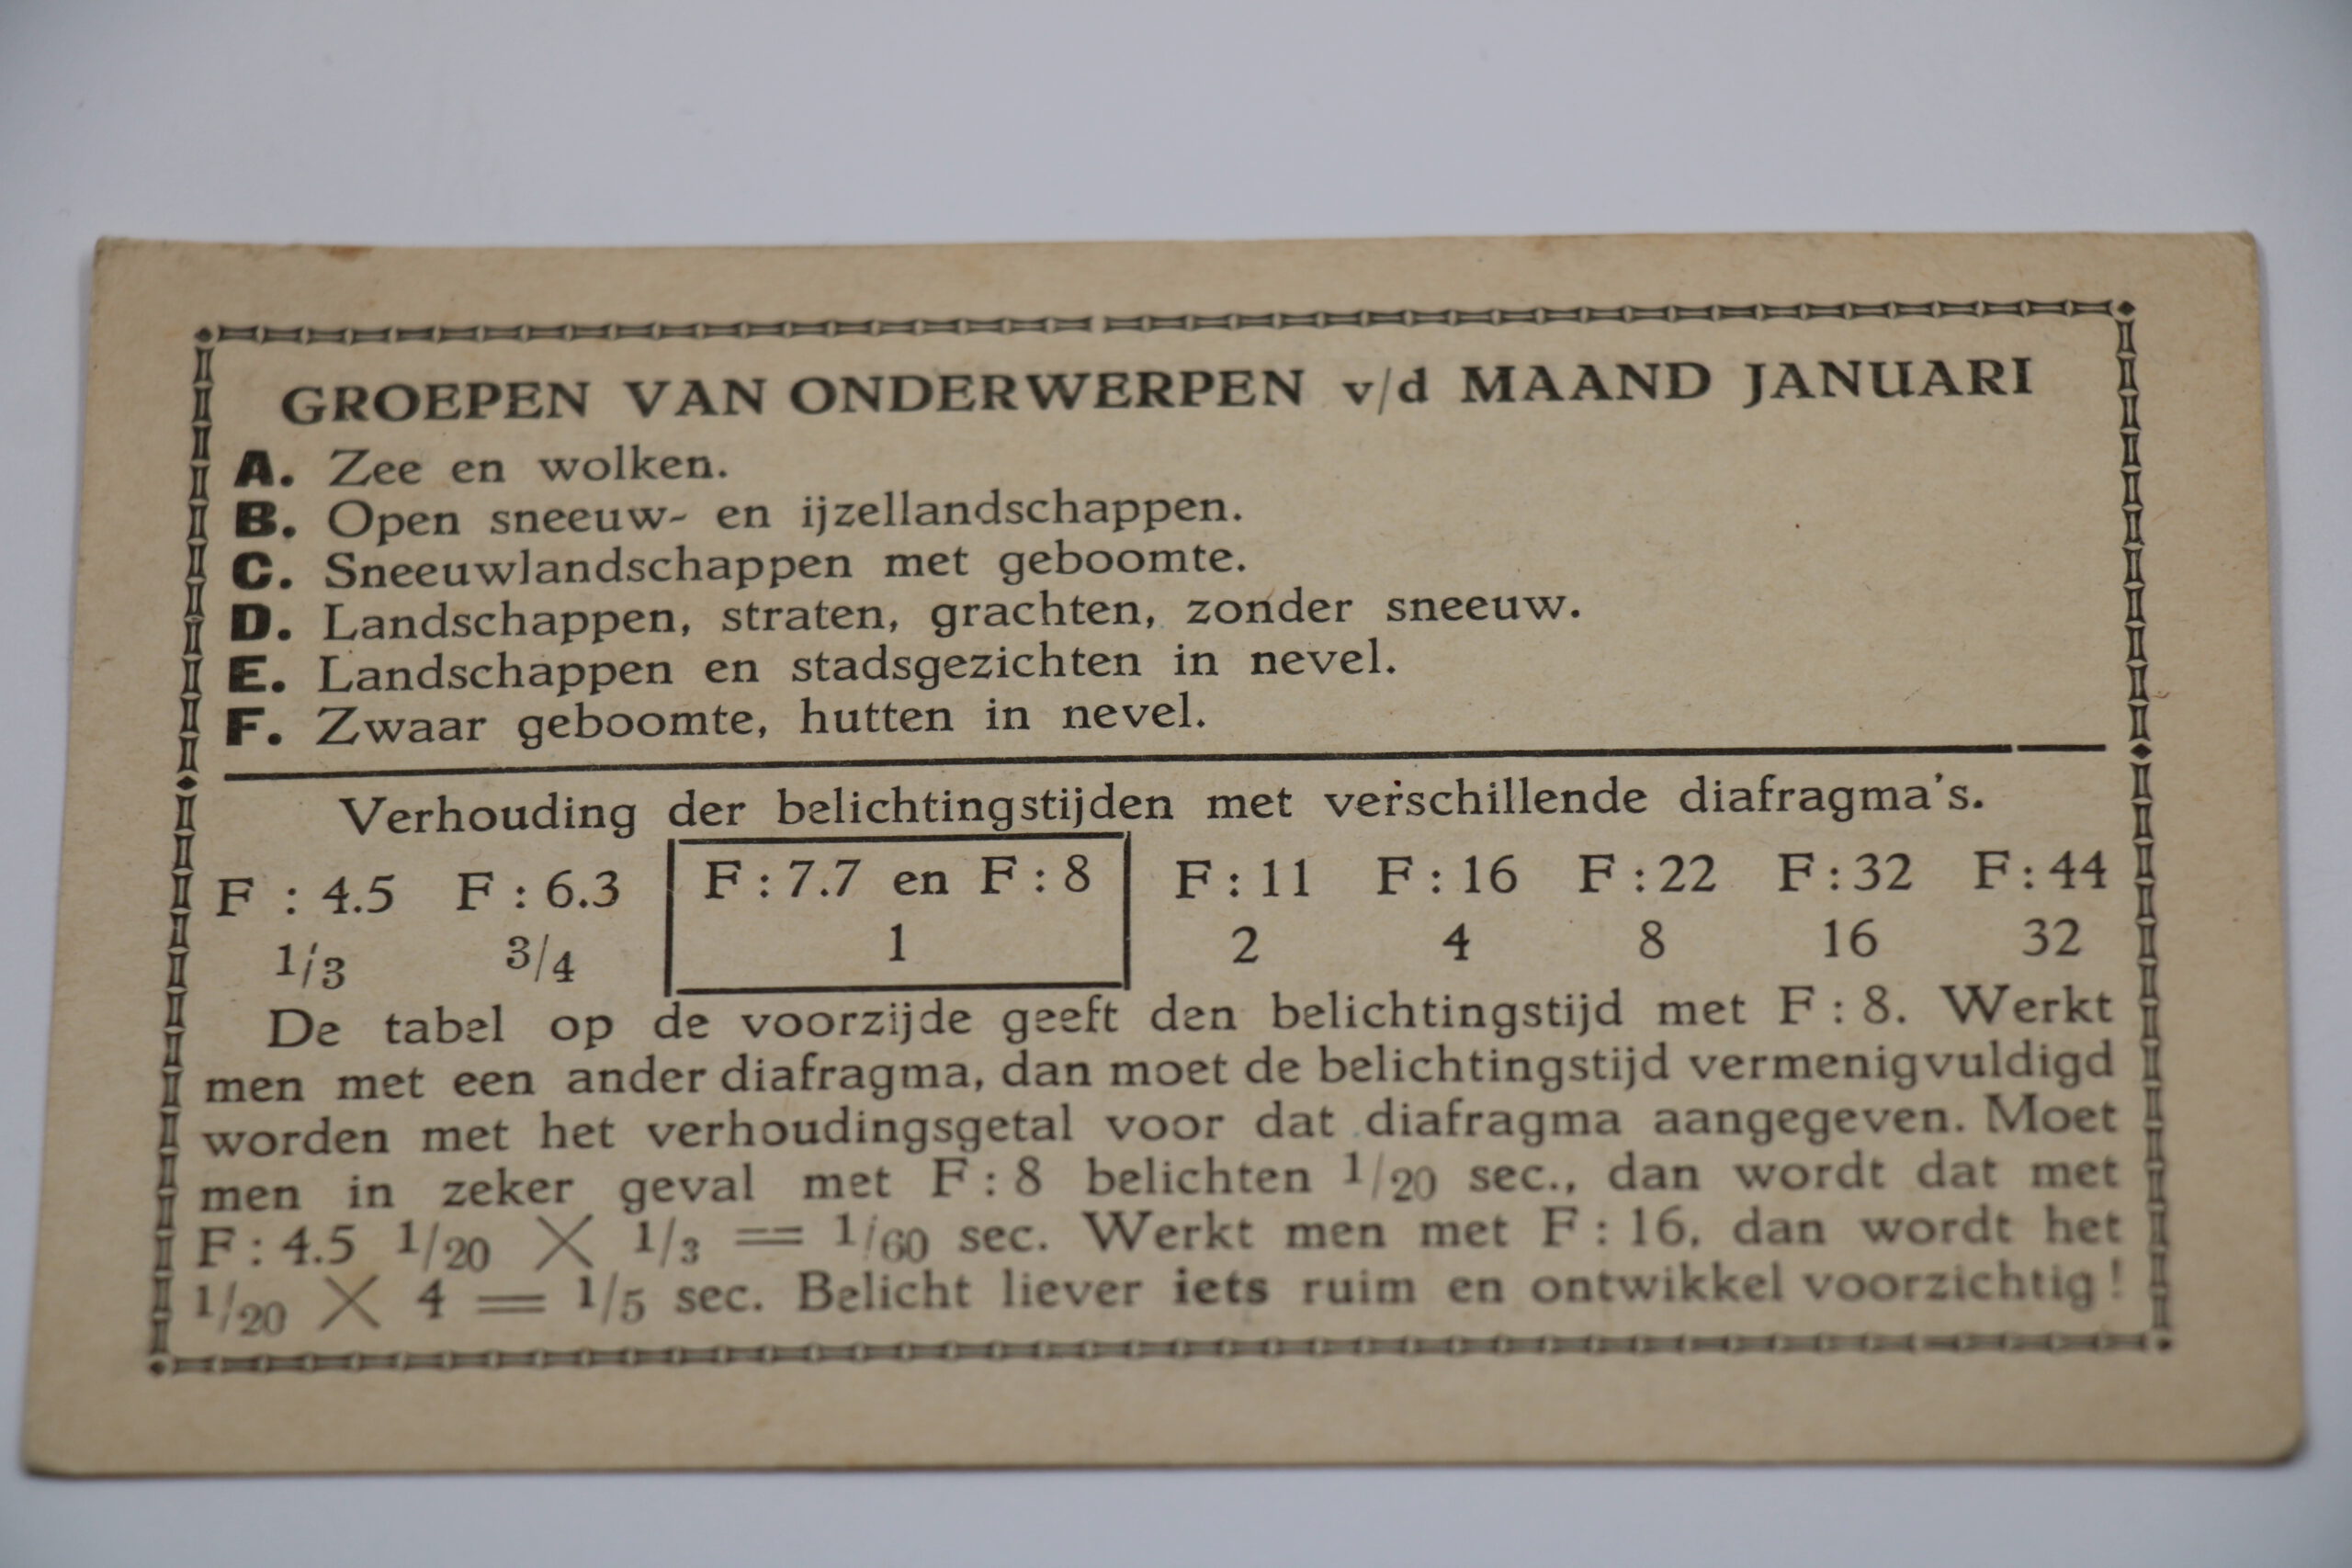 GROEPEN VAN ONDERWERPEN v/d MAAND JANUARI
A. Zee en wolken.
B. Open sneeuw- en ijzellandschappen.
C. Sneeuwlandschappen met geboomte.
D. Landschappen, straten, grachten, zonder sneeuw.
E. Landschappen en stadsgezichten in nevel.
F. Zwaar geboomte, hutten in nevel.
Verhouding der belichtingstijden met verschillende diafragma's.
F : 4.5 F : 6.3 F : 7.7 en F : 8 F : 11 F : 16 F : 22 F : 32 F : 44
1/3 3/4 1 2 4 8 16 32
De tabel op de voorzijde geeft den belichtingstijd met F : 8. Werkt
men met een ander diafragma, dan moet de belichtingstijd vermenigvuldigd
worden met het verhoudingsgetal voor dat diafragma aangegeven. Moet
men in zeker geval met F : 8 belichten 1/20 sec., dan wordt dat met
F : 4.5 1/20 × 1/3 = 1/60 sec. Werkt men met F : 16, dan wordt het
1/20 × 4 = 1/5 sec. Belicht liever iets ruim en ontwikkel voorzichtig !